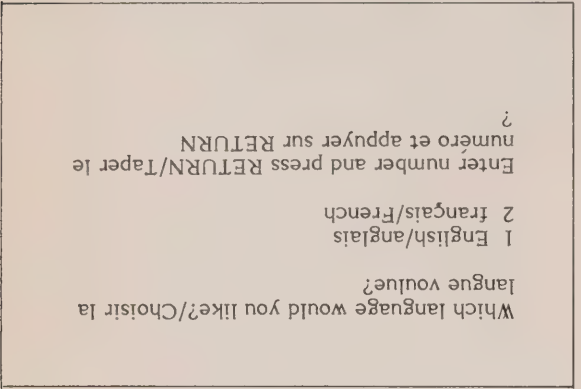 Which language would you like?/Choisir la
langue voulue?
1 English/anglais
2 français/French
Enter number and press RETURN/Taper le
numéro et appuyer sur RETURN
?